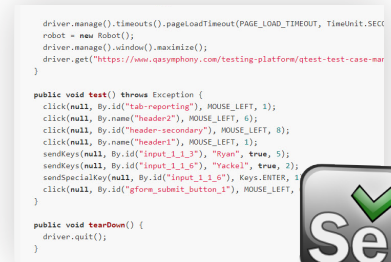 driver.manage().timeouts().pageLoadTimeout(PAGE_LOAD_TIMEOUT, TimeUnit.SEC
robot = new Robot();
driver.manage().window().maximize();
driver.get("https://www.qasymphony.com/testing-platform/qtest-test-case-man
}
public void test() throws Exception {
click(null, By.id("tab-reporting"), MOUSE_LEFT, 1);
click(null, By.name("header2"), MOUSE_LEFT, 6);
click(null, By.id("header-secondary"), MOUSE_LEFT, 8);
click(null, By.name("header1"), MOUSE_LEFT, 1);
sendKeys(null, By.id("input_1_1_3"), "Ryan", true, 5);
sendKeys(null, By.id("input_1_1_6"), "Yackel", true, 2);
sendSpecialKey(null, By.id("input_1_1_6"), Keys.ENTER, 1
click(null, By.id("gform_submit_button_1"), MOUSE_LEFT,
}
public void tearDown() {
driver.quit();
}
Se